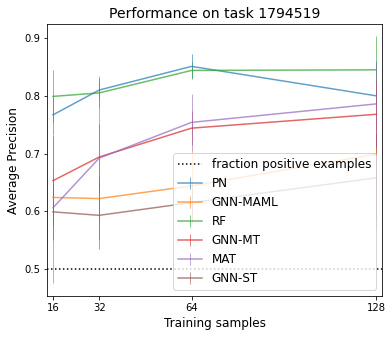 Performance on task 1794519
Average Precision
0.9
0.8
0.7
0.6
0.5
fraction positive examples
PN
GNN-MAML
RF
GNN-MT
MAT
GNN-ST
16 32 64 128
Training samples